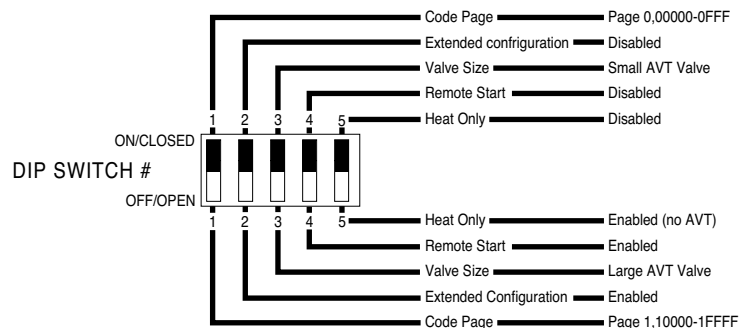 Code Page Page 0,00000-0FFF
Extended confriguration Disabled
Valve Size Small AVT Valve
Remote Start Disabled
1 2 3 4 5 Heat Only Disabled
ON/CLOSED
DIP SWITCH #
OFF/OPEN
1 2 3 4 5 Heat Only Enabled (no AVT)
Remote Start Enabled
Valve Size Large AVT Valve
Extended Configuration Enabled
Code Page Page 1,10000-1FFFF